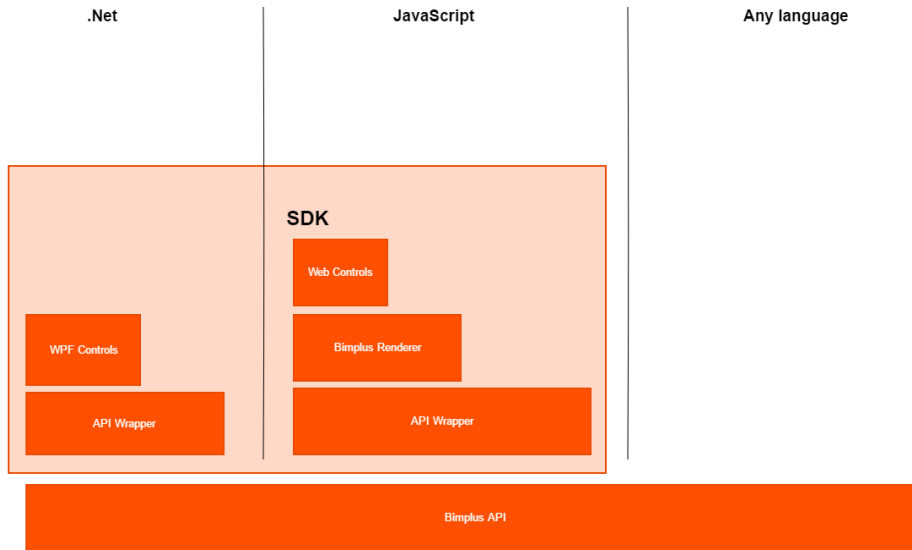 .Net
JavaScript
Any language
SDK
Web Controls
WPF Controls
Bimplus Renderer
API Wrapper
API Wrapper
Bimplus API